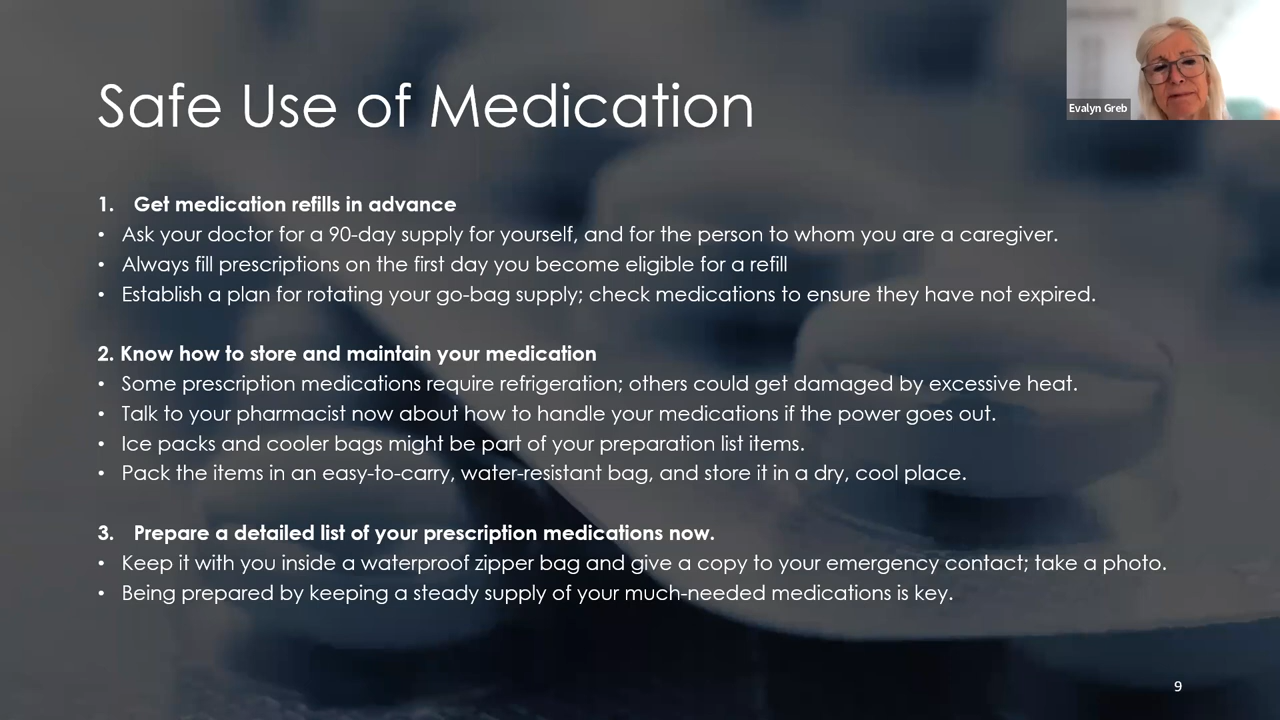 Evalyn Greb
Safe Use of Medication
1. Get medication refills in advance
• Ask your doctor for a 90-day supply for yourself, and for the person to whom you are a caregiver.
• Always fill prescriptions on the first day you become eligible for a refill
• Establish a plan for rotating your go-bag supply; check medications to ensure they have not expired.
2. Know how to store and maintain your medication
• Some prescription medications require refrigeration; others could get damaged by excessive heat.
• Talk to your pharmacist now about how to handle your medications if the power goes out.
• Ice packs and cooler bags might be part of your preparation list items.
• Pack the items in an easy-to-carry, water-resistant bag, and store it in a dry, cool place.
3. Prepare a detailed list of your prescription medications now.
• Keep it with you inside a waterproof zipper bag and give a copy to your emergency contact; take a photo.
• Being prepared by keeping a steady supply of your much-needed medications is key.
9